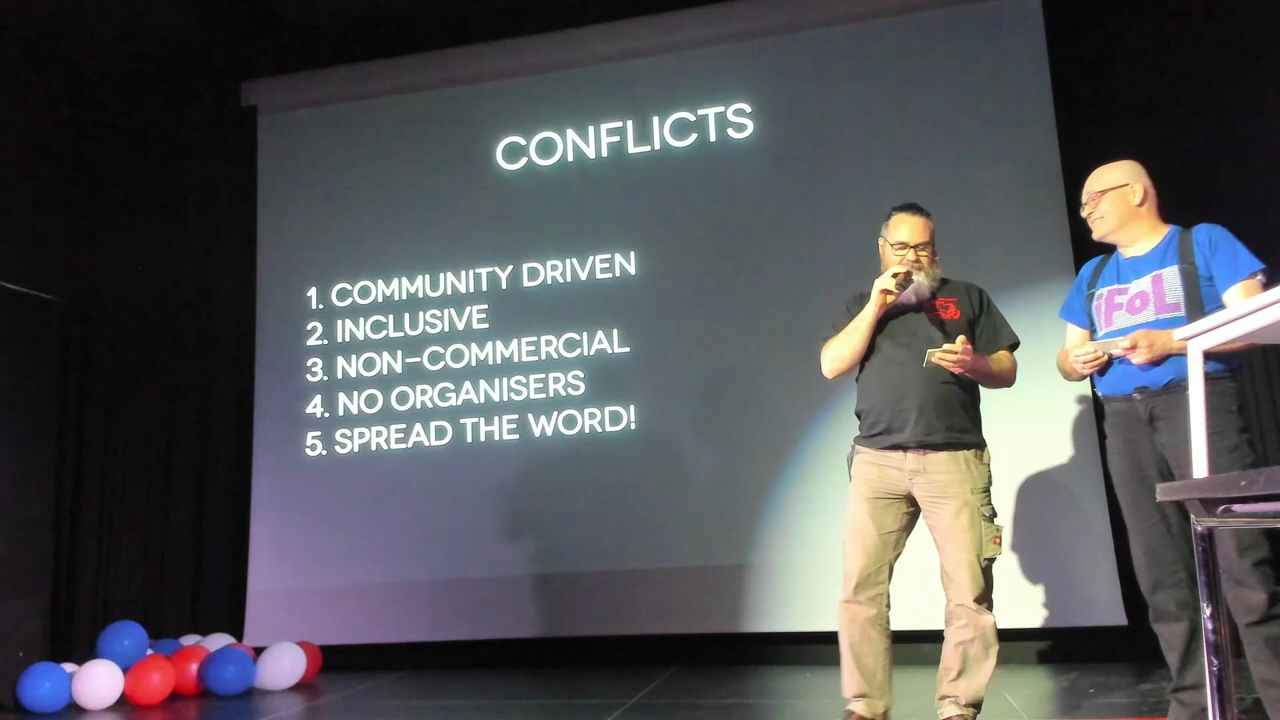 CONFLICTS
1. COMMUNITY DRIVEN
2. INCLUSIVE
3. NON-COMMERCIAL
4. NO ORGANISERS
5. SPREAD THE WORD!
iFoL